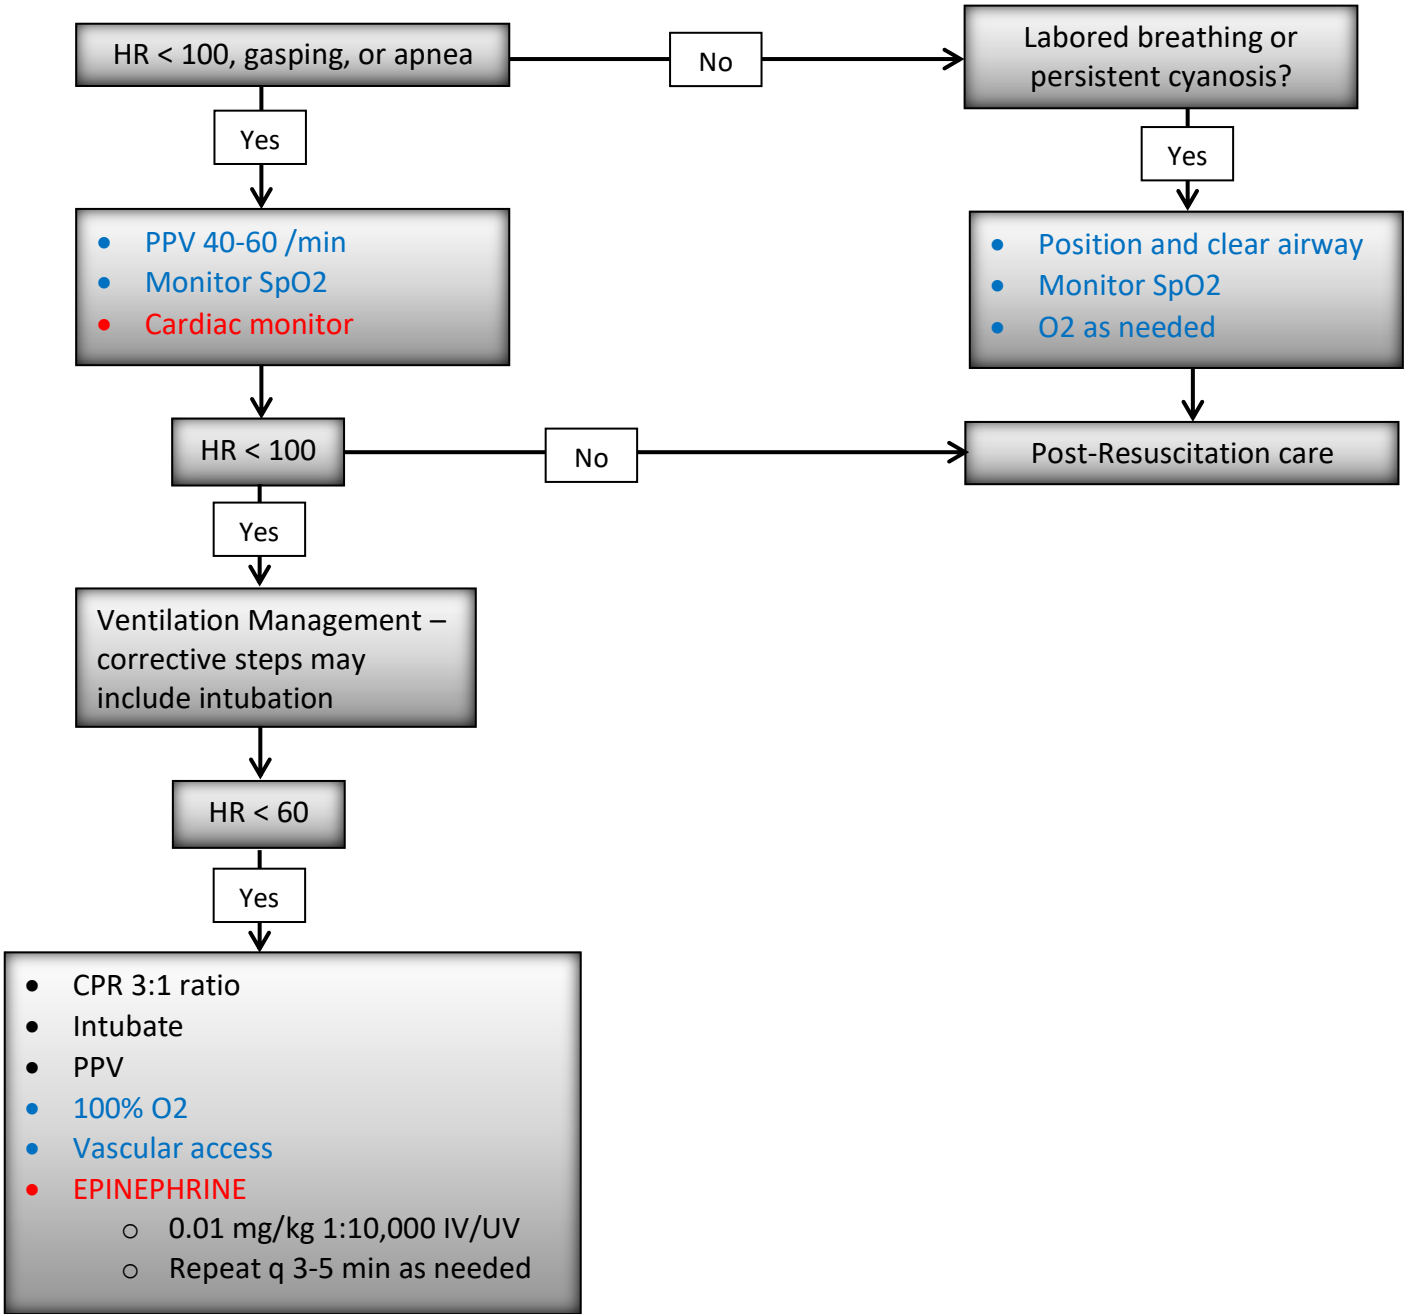 HR < 100, gasping, or apnea
No
Labored breathing or
persistent cyanosis?
Yes
Yes
• PPV 40-60 /min
• Monitor SpO2
• Cardiac monitor
• Position and clear airway
• Monitor SpO2
• O2 as needed
HR < 100
No
Post-Resuscitation care
Yes
Ventilation Management –
corrective steps may
include intubation
HR < 60
Yes
• CPR 3:1 ratio
• Intubate
• PPV
• 100% O2
• Vascular access
• EPINEPHRINE
o 0.01 mg/kg 1:10,000 IV/UV
o Repeat q 3-5 min as needed